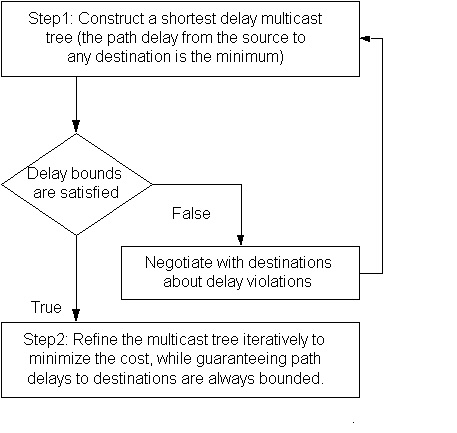 Step1: Construct a shortest delay multicast
tree (the path delay from the source to
any destination is the minimum)
Delay bounds
are satisfied
False
Negotiate with destinations
about delay violations
True
Step2: Refine the multicast tree iteratively to
minimize the cost, while guaranteeing path
delays to destinations are always bounded.